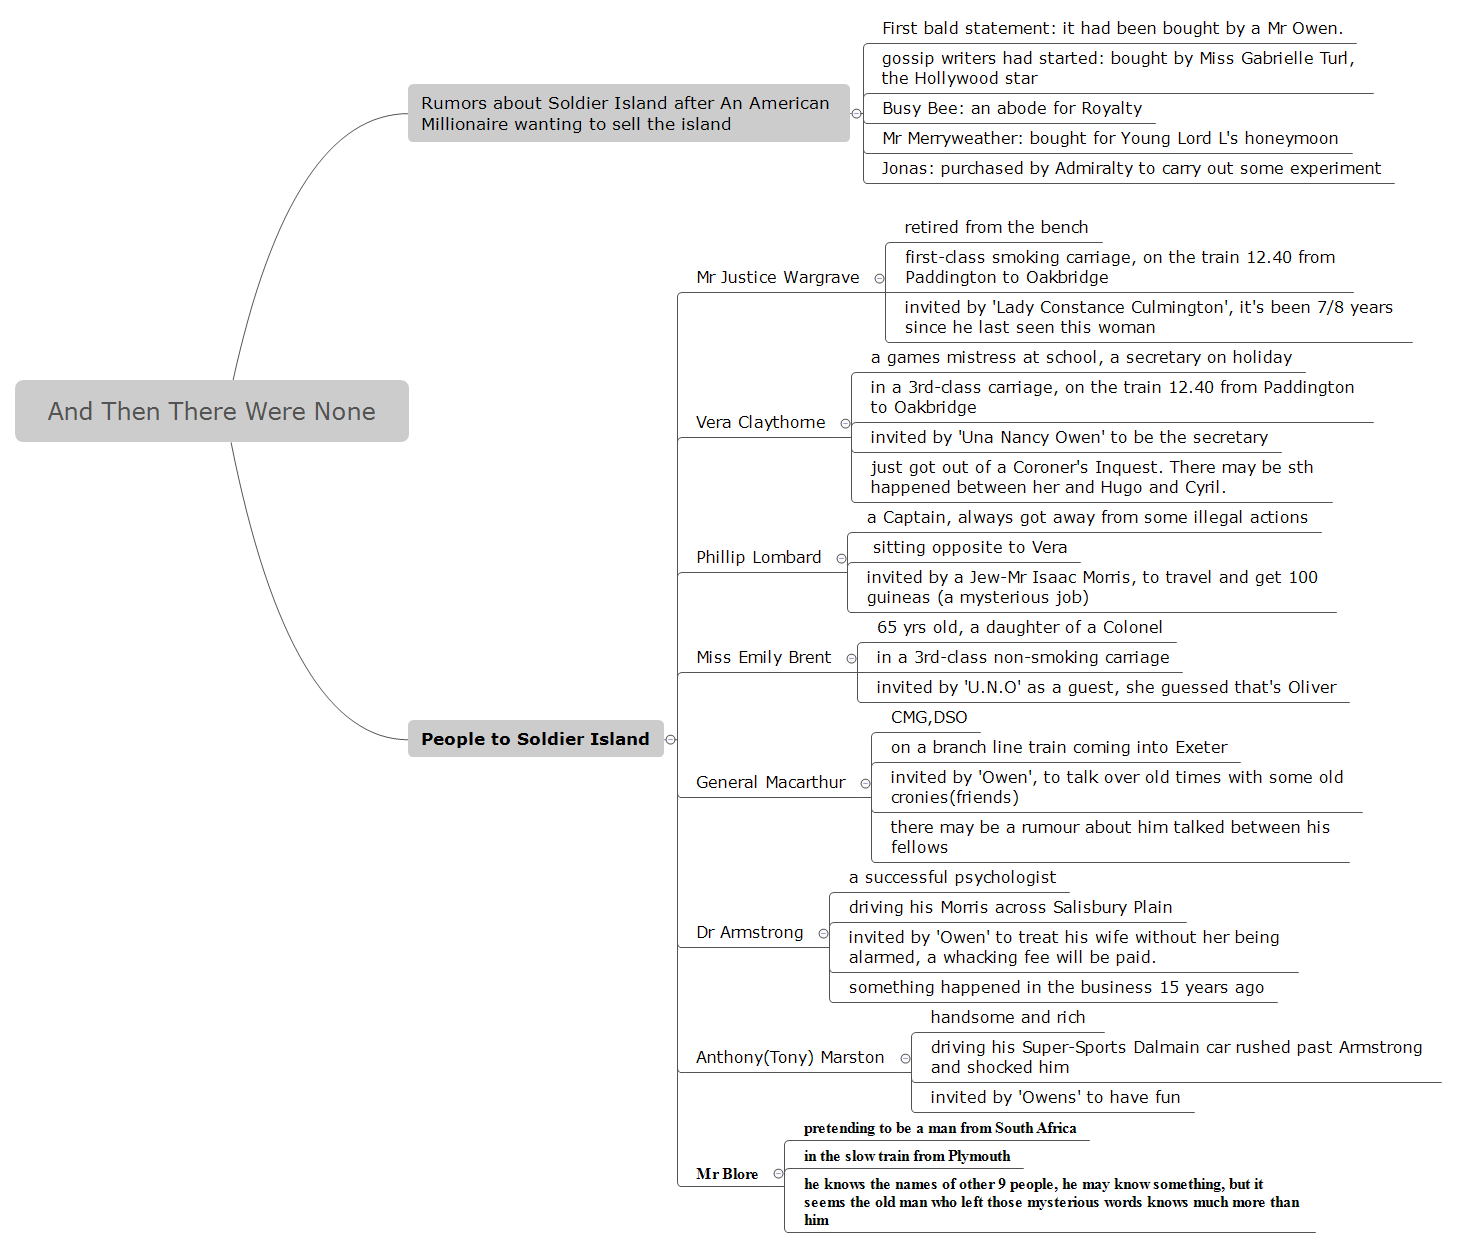 And Then There Were None
Rumors about Soldier Island after An American
Millionaire wanting to sell the island
First bald statement: it had been bought by a Mr Owen.
gossip writers had started: bought by Miss Gabrielle Turl,
the Hollywood star
Busy Bee: an abode for Royalty
Mr Merryweather: bought for Young Lord L's honeymoon
Jonas: purchased by Admiralty to carry out some experiment
People to Soldier Island
Mr Justice Wargrave
retired from the bench
first-class smoking carriage, on the train 12.40 from
Paddington to Oakbridge
invited by 'Lady Constance Culmington', it's been 7/8 years
since he last seen this woman
Vera Claythorne
a games mistress at school, a secretary on holiday
in a 3rd-class carriage, on the train 12.40 from Paddington
to Oakbridge
invited by 'Una Nancy Owen' to be the secretary
just got out of a Coroner's Inquest. There may be sth
happened between her and Hugo and Cyril.
Phillip Lombard
a Captain, always got away from some illegal actions
sitting opposite to Vera
invited by a Jew-Mr Isaac Morris, to travel and get 100
guineas (a mysterious job)
Miss Emily Brent
65 yrs old, a daughter of a Colonel
in a 3rd-class non-smoking carriage
invited by 'U.N.O' as a guest, she guessed that's Oliver
General Macarthur
CMG,DSO
on a branch line train coming into Exeter
invited by 'Owen', to talk over old times with some old
cronies(friends)
there may be a rumour about him talked between his
fellows
Dr Armstrong
a successful psychologist
driving his Morris across Salisbury Plain
invited by 'Owen' to treat his wife without her being
alarmed, a whacking fee will be paid.
something happened in the business 15 years ago
Anthony(Tony) Marston
handsome and rich
driving his Super-Sports Dalmain car rushed past Armstrong
and shocked him
invited by 'Owens' to have fun
Mr Blore
pretending to be a man from South Africa
in the slow train from Plymouth
he knows the names of other 9 people, he may know something, but it
seems the old man who left those mysterious words knows much more than
him